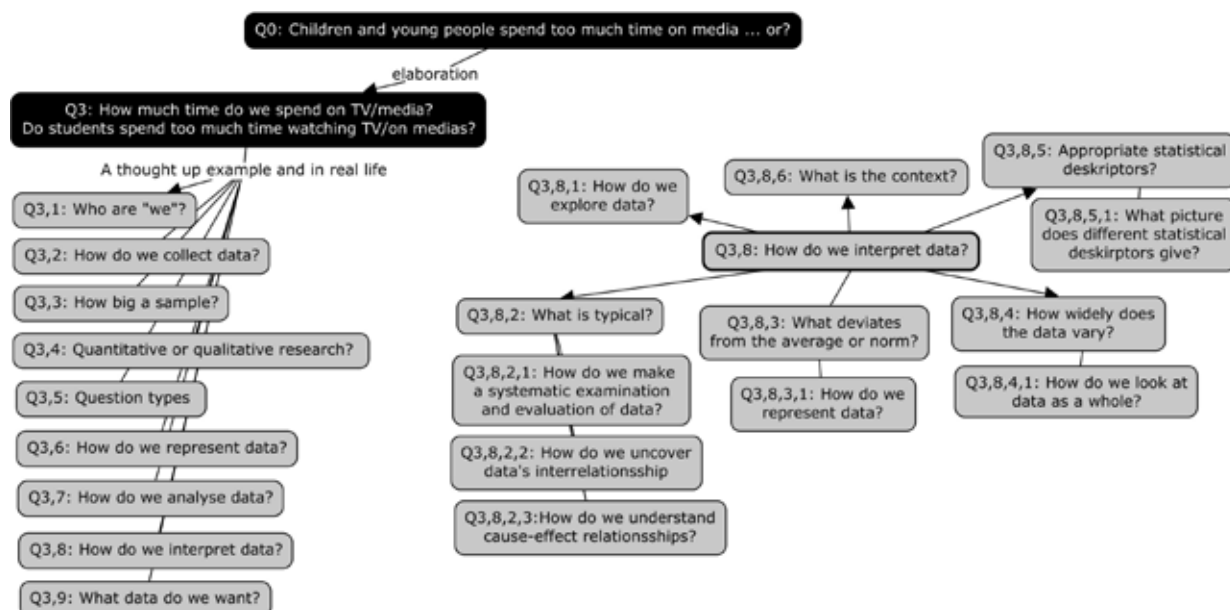 Q0: Children and young people spend too much time on media ... or?
elaboration
Q3: How much time do we spend on TV/media?
Do students spend too much time watching TV/on medias?
A thought up example and in real life
Q3,1: Who are "we"?
Q3,2: How do we collect data?
Q3,3: How big a sample?
Q3,4: Quantitative or qualitative research?
Q3,5: Question types
Q3,6: How do we represent data?
Q3,7: How do we analyse data?
Q3,8: How do we interpret data?
Q3,9: What data do we want?
Q3,8,1: How do we
explore data?
Q3,8,6: What is the context?
Q3,8,5: Appropriate statistical
deskriptors?
Q3,8,5,1: What picture
does different statistical
deskirptors give?
Q3,8: How do we interpret data?
Q3,8,2: What is typical?
Q3,8,2,1: How do we make
a systematic examination
and evaluation of data?
Q3,8,2,2: How do we uncover
data's interrelationsship
Q3,8,2,3:How do we understand
cause-effect relationsships?
Q3,8,3: What deviates
from the average or norm?
Q3,8,3,1: How do we
represent data?
Q3,8,4: How widely does
the data vary?
Q3,8,4,1: How do we look at
data as a whole?